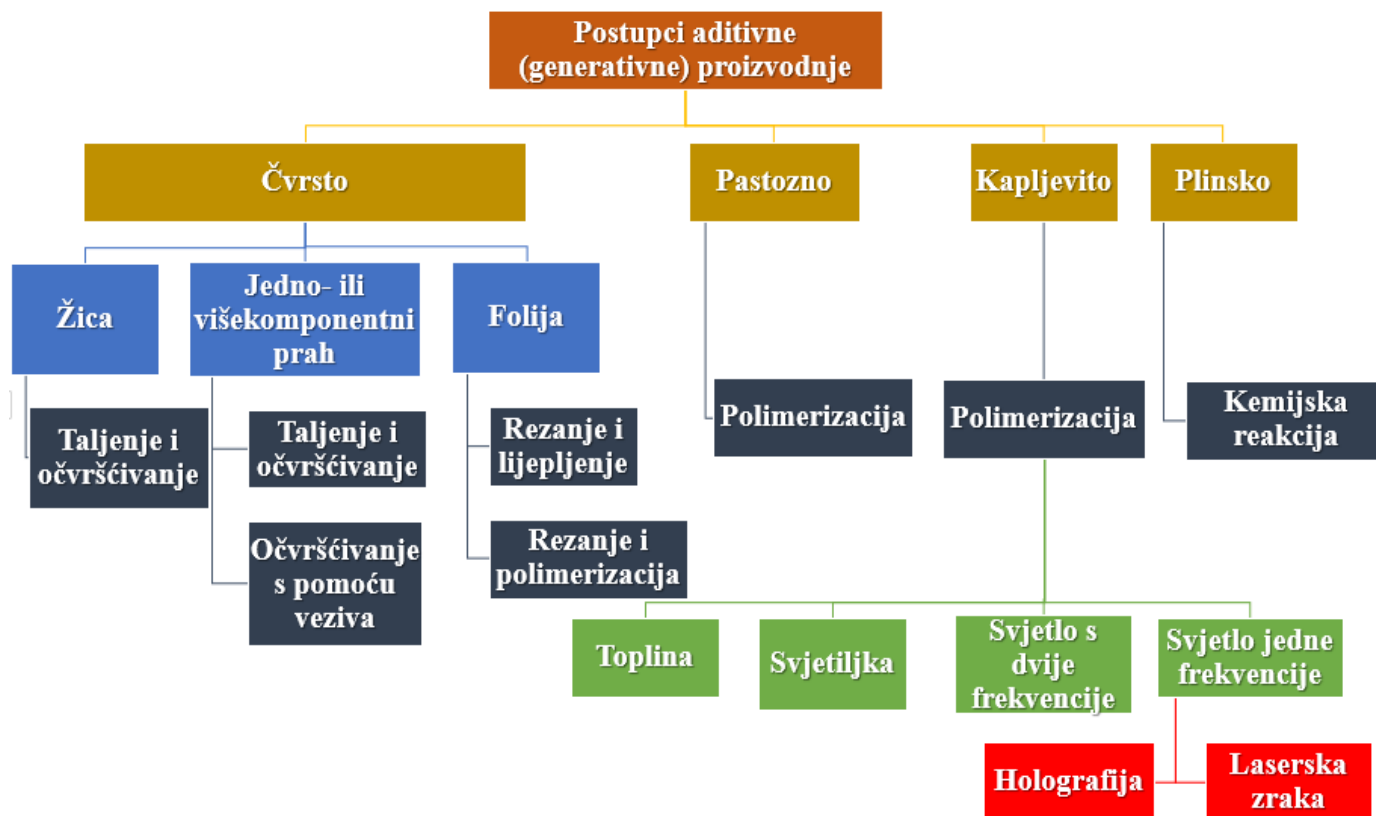 Postupci aditivne
(generativne) proizvodnje
Čvrsto
Pastozno
Kapljevito
Plinsko
Žica
Jedno- ili
višekomponentni
prah
Folija
Taljenje i
očvršćivanje
Taljenje i
očvršćivanje
Očvršćivanje
s pomoću
veziva
Rezanje i
lijepljenje
Rezanje i
polimerizacija
Polimerizacija
Polimerizacija
Kemijska
reakcija
Toplina
Svjetiljka
Svjetlo s
dvije
frekvencije
Svjetlo jedne
frekvencije
Holografija
Laserska
zraka